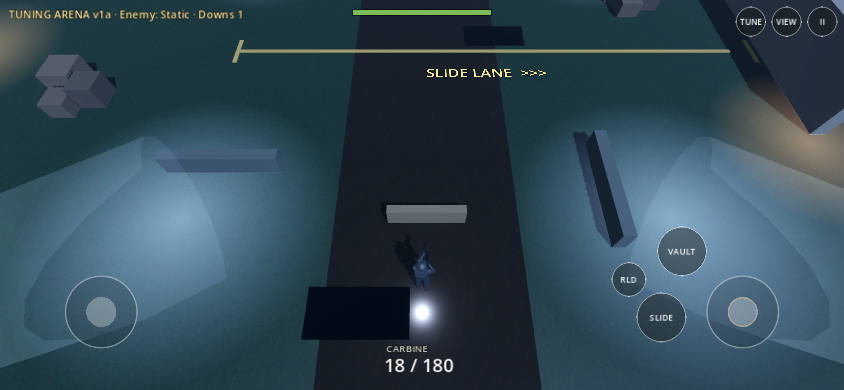 TUNING ARENA v1a · Enemy: Static · Downs 1
TUNE
VIEW
II
SLIDE LANE >>>
VAULT
RLD
SLIDE
CARBINE
18 / 180